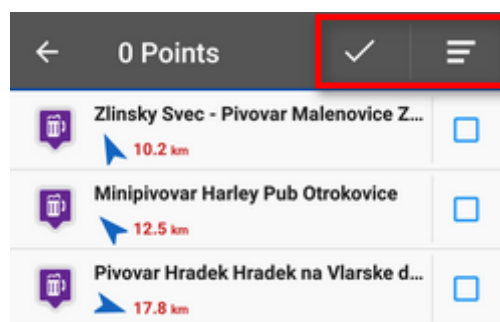 0 Points
Zlinsky Svec - Pivovar Malenovice Z...
10.2 km
Minipivovar Harley Pub Otrokovice
12.5 km
Pivovar Hradek Hradek na Vlarske d...
17.8 km